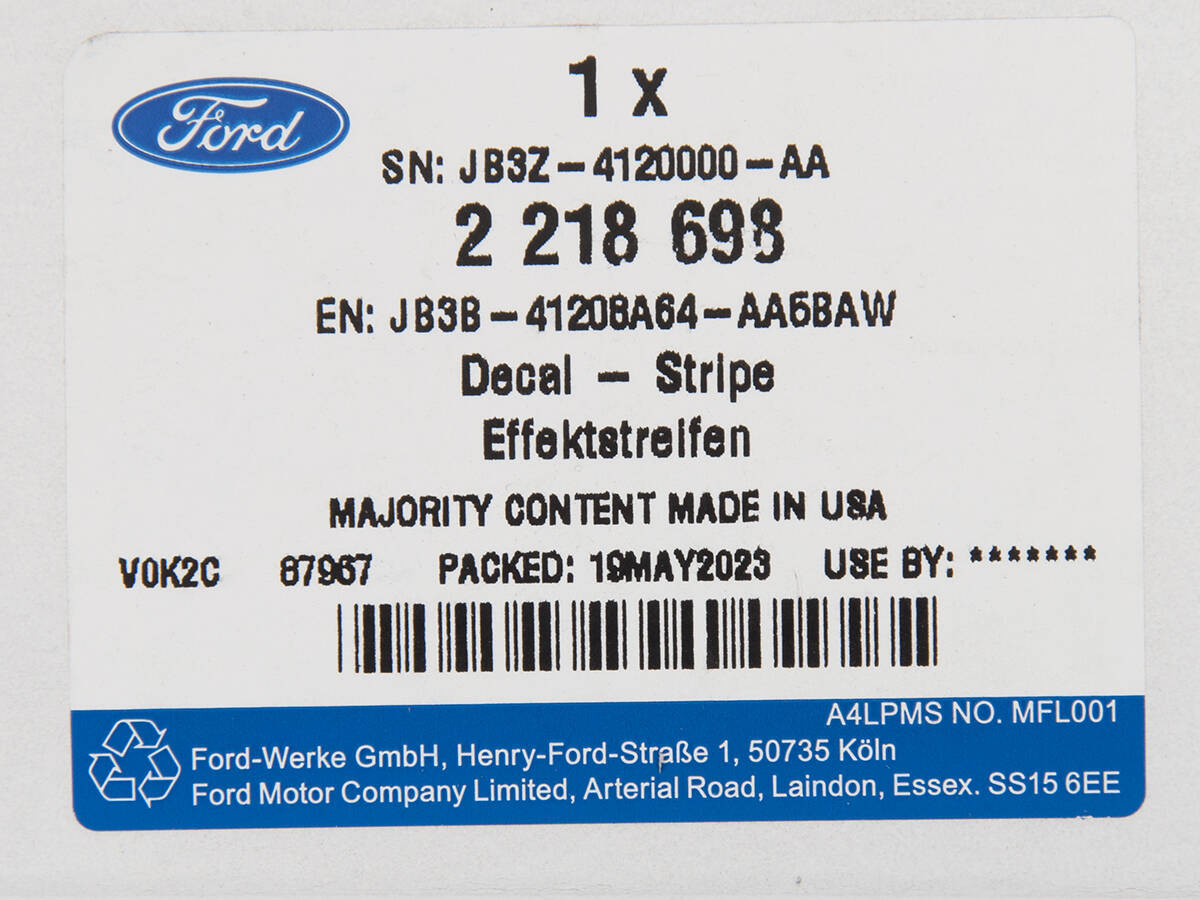 Ford
1 x
SN: JB3Z-4120000-AA
2 218 698
EN: JB3B-41208A64-AA5BAW
Decal - Stripe
Effektstreifen
MAJORITY CONTENT MADE IN USA
V0K2C 87967 PACKED: 19MAY2023 USE BY: *******
A4LPMS NO. MFL001
Ford-Werke GmbH, Henry-Ford-Straße 1, 50735 Köln
Ford Motor Company Limited, Arterial Road, Laindon, Essex. SS15 6EE